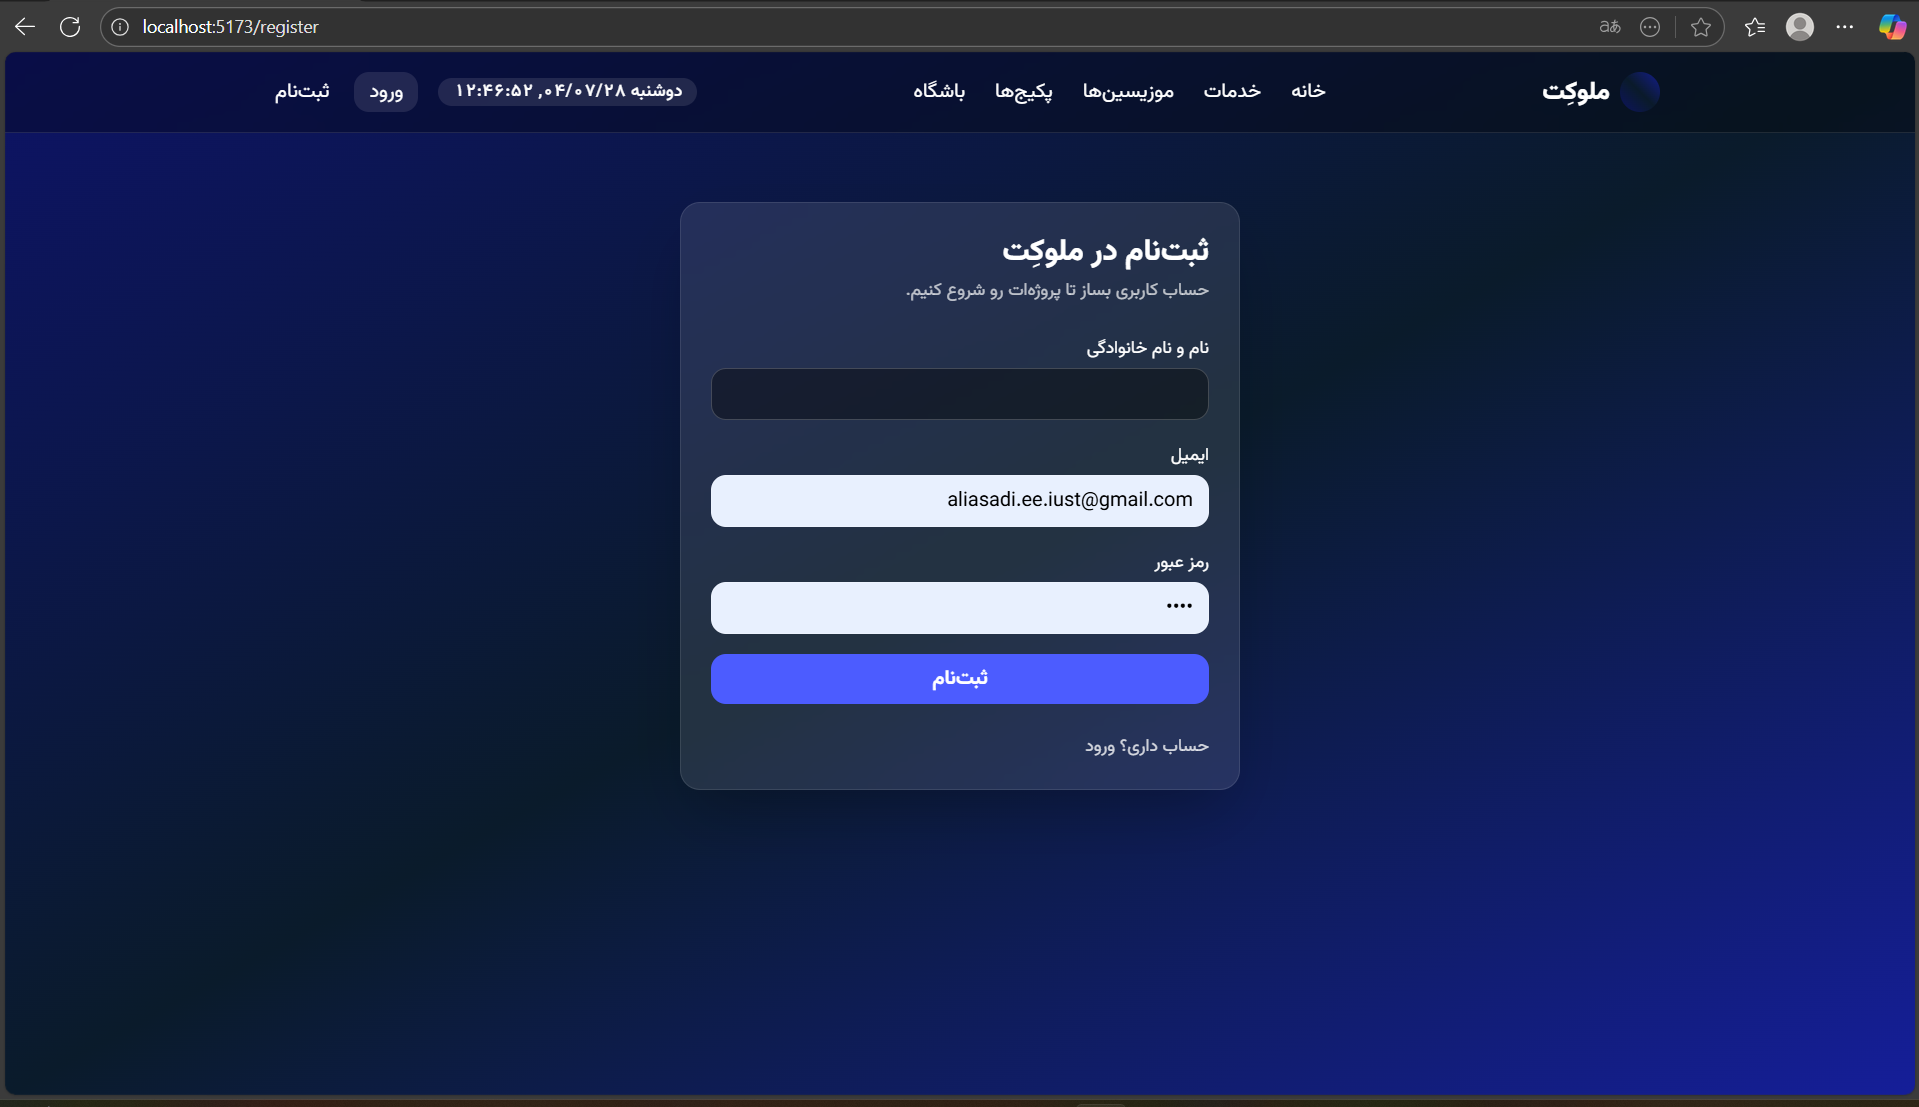 localhost:5173/register
ملوکِت
خانه خدمات موزیسین‌ها پکیج‌ها باشگاه
دوشنبه ۰۴/۰۷/۲۸, ۱۲:۴۶:۵۲
ورود
ثبت‌نام
ثبت‌نام در ملوکِت
حساب کاربری بساز تا پروژه‌ات رو شروع کنیم.
نام و نام خانوادگی
ایمیل
aliasadi.ee.iust@gmail.com
رمز عبور
••••
ثبت‌نام
حساب داری؟ ورود